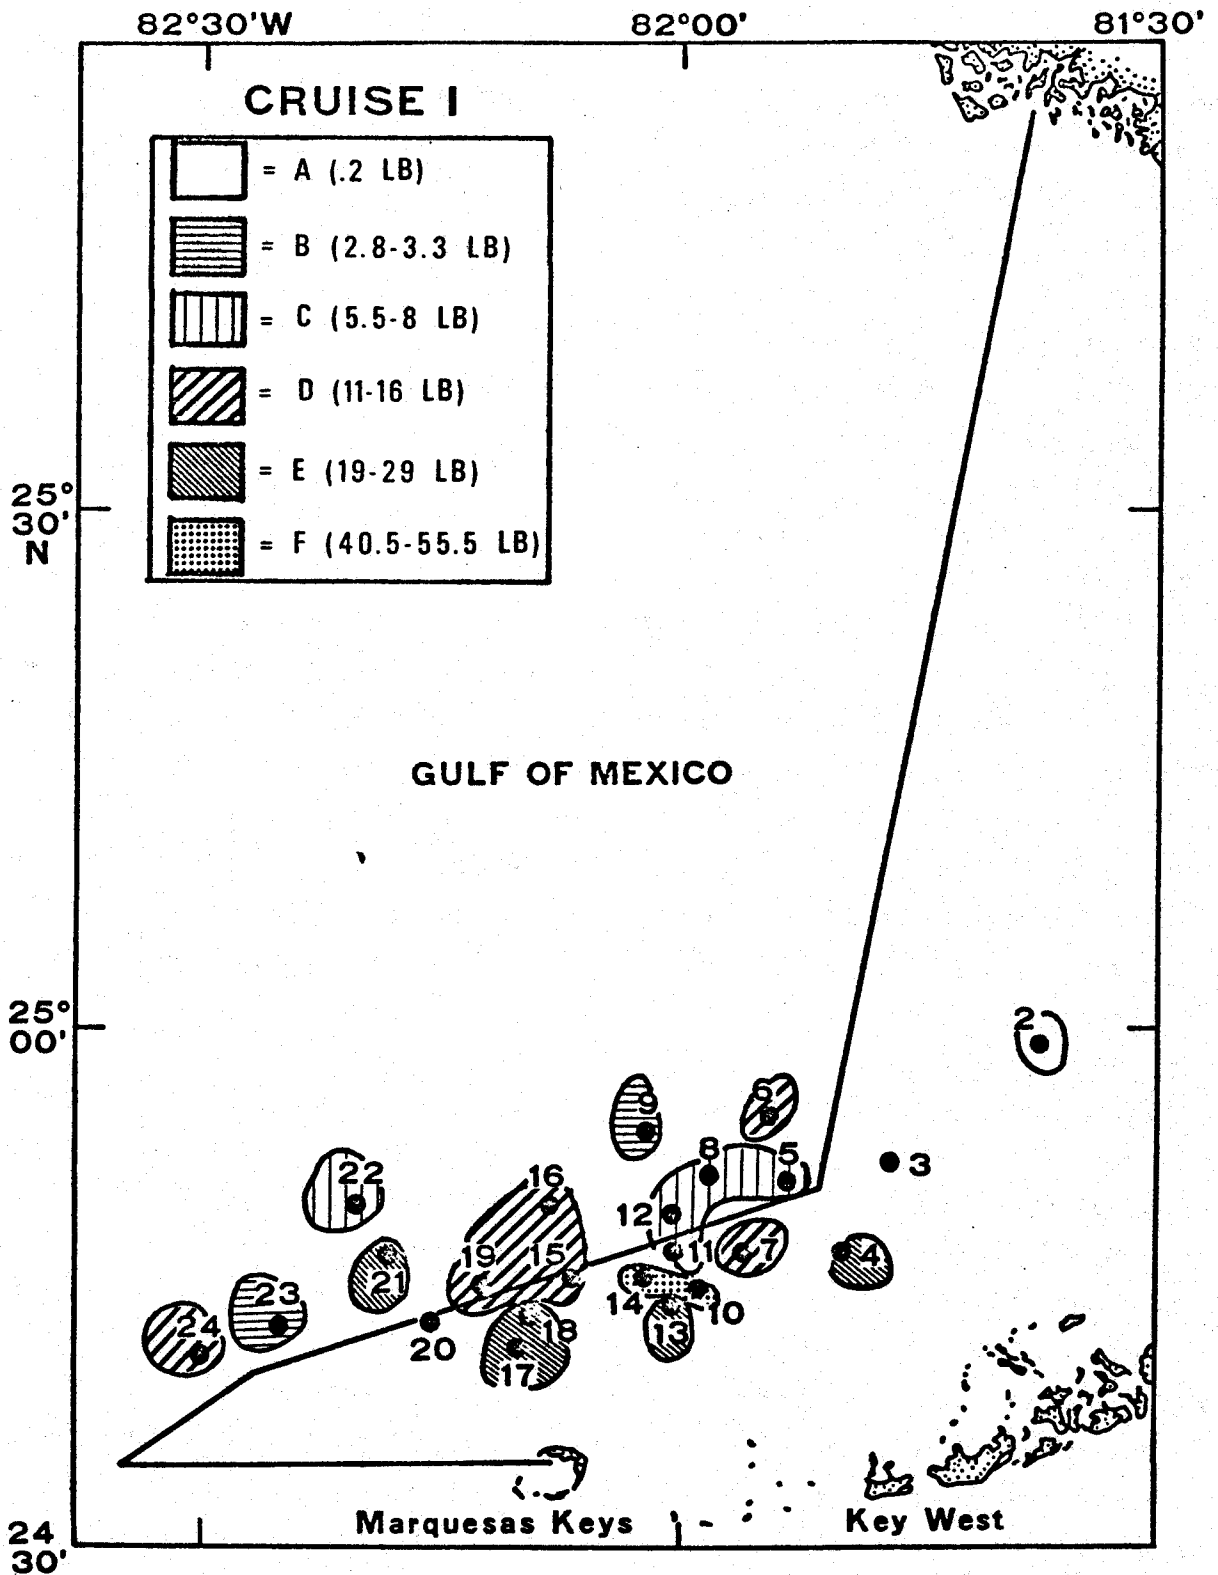 82°30'W 82°00' 81°30'
CRUISE I
= A (.2 LB)
= B (2.8-3.3 LB)
= C (5.5-8 LB)
= D (11-16 LB)
= E (19-29 LB)
= F (40.5-55.5 LB)
25°
30'
N
GULF OF MEXICO
25°
00'
2
9
6
8
5
3
22
16
12
19
15
11
7
4
21
14
10
23
18
13
24
20
17
Marquesas Keys
Key West
24
30'